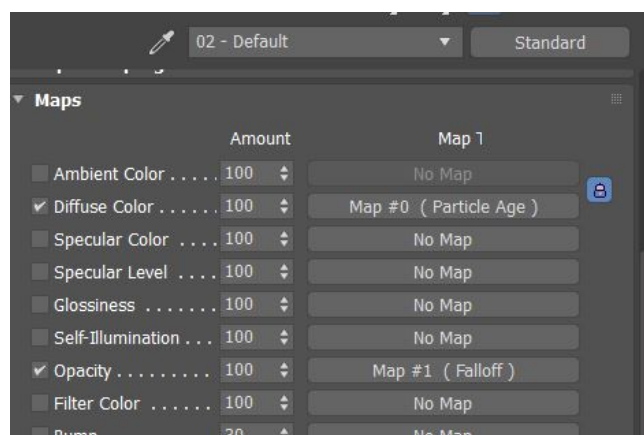 02 - Default Standard
Maps
Amount Map T
Ambient Color . . . . . 100 No Map
Diffuse Color . . . . . . 100 Map #0 ( Particle Age )
Specular Color . . . . 100 No Map
Specular Level . . . . 100 No Map
Glossiness . . . . . . . 100 No Map
Self-Illumination . . . 100 No Map
Opacity . . . . . . . . . 100 Map #1 ( Falloff )
Filter Color . . . . . . 100 No Map